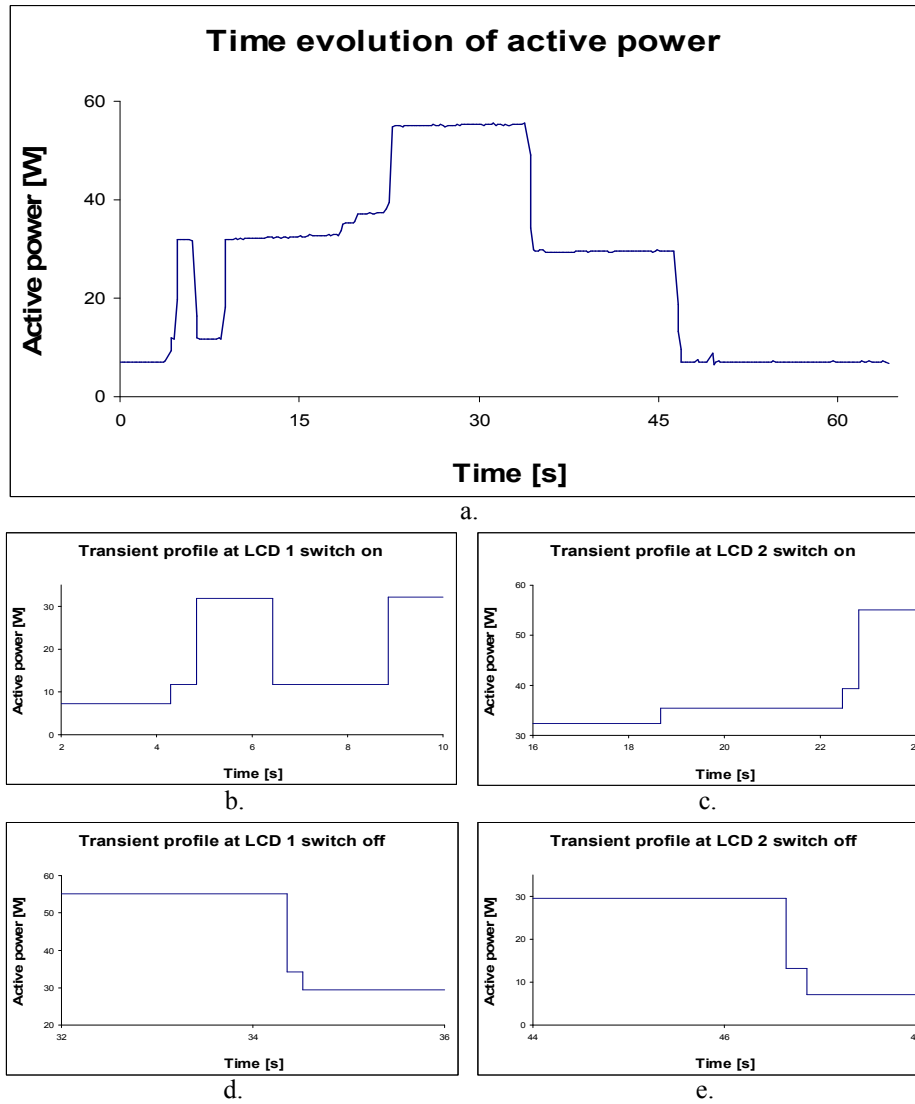 Time evolution of active power
Active power [W]
60
40
20
0
0 15 30 45 60
Time [s]
a.
Transient profile at LCD 1 switch on
Active power [W]
30
20
10
0
2 4 6 8 10
Time [s]
b.
Transient profile at LCD 2 switch on
Active power [W]
60
50
40
30
16 18 20 22
Time [s]
c.
Transient profile at LCD 1 switch off
Active power [W]
60
50
40
30
20
32 34 36
Time [s]
d.
Transient profile at LCD 2 switch off
Active power [W]
30
20
10
0
44 46
Time [s]
e.